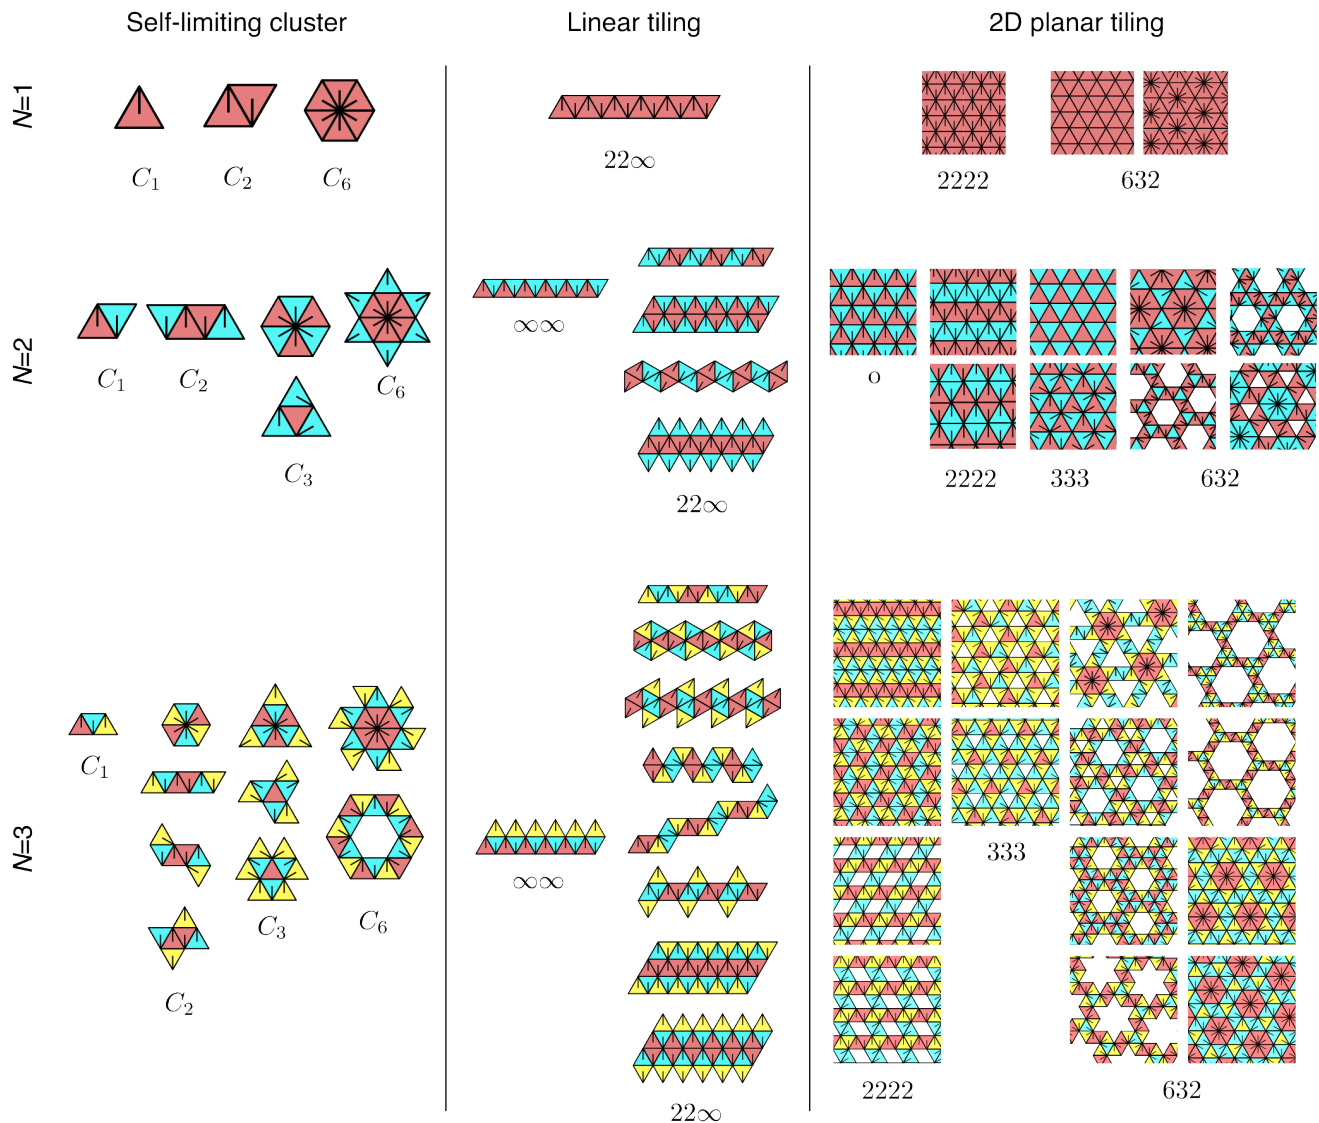 Self-limiting cluster
Linear tiling
2D planar tiling
N=1
C₁
C₂
C₆
22∞
2222
632
N=2
C₁
C₂
C₃
C₆
∞∞
22∞
o
2222
333
632
N=3
C₁
C₂
C₃
C₆
∞∞
22∞
333
2222
632